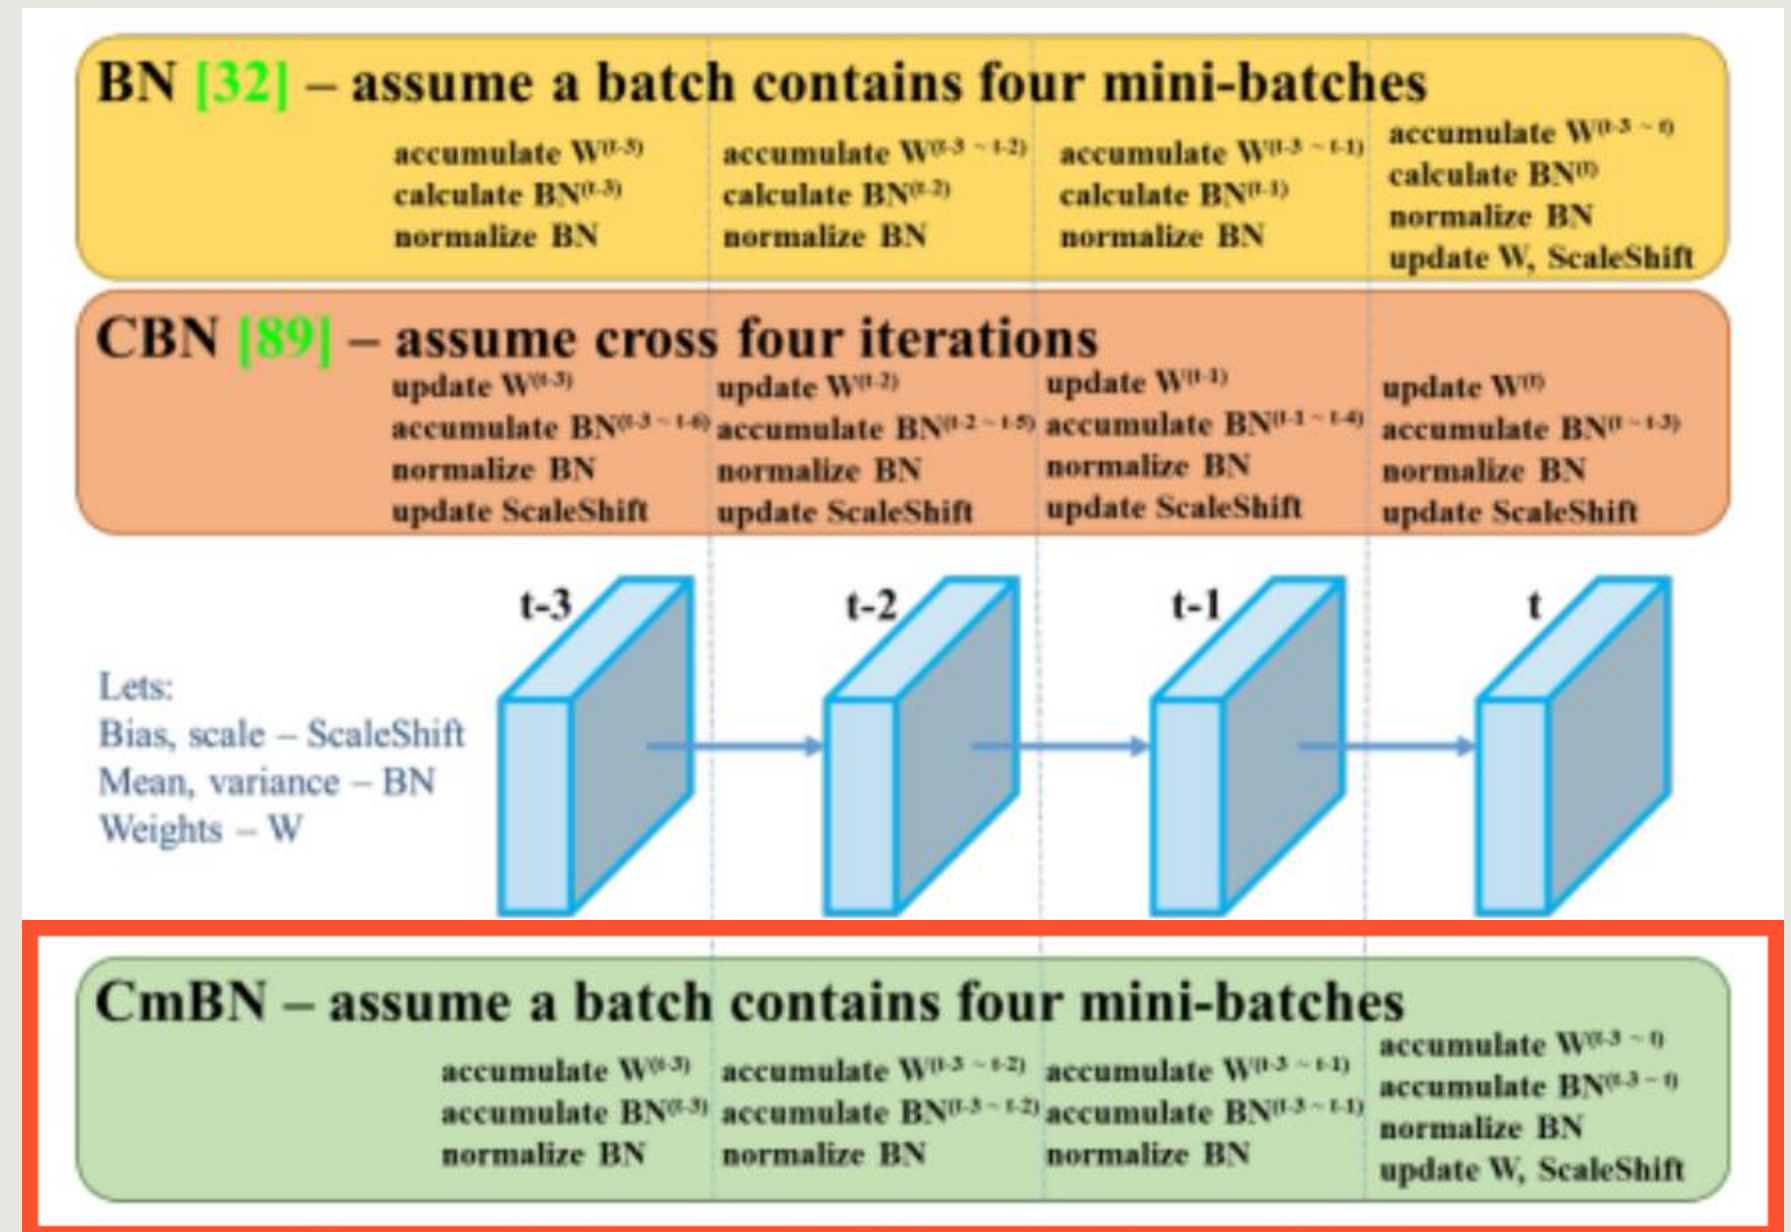 BN [32] – assume a batch contains four mini-batches
accumulate W(t-3)
calculate BN(t-3)
normalize BN
accumulate W(t-3 ~ t-2)
calculate BN(t-2)
normalize BN
accumulate W(t-3 ~ t-1)
calculate BN(t-1)
normalize BN
accumulate W(t-3 ~ t)
calculate BN(t)
normalize BN
update W, ScaleShift
CBN [89] – assume cross four iterations
update W(t-3)
accumulate BN(t-3 ~ t-6)
normalize BN
update ScaleShift
update W(t-2)
accumulate BN(t-2 ~ t-5)
normalize BN
update ScaleShift
update W(t-1)
accumulate BN(t-1 ~ t-4)
normalize BN
update ScaleShift
update W(t)
accumulate BN(t ~ t-3)
normalize BN
update ScaleShift
t-3
t-2
t-1
t
Lets:
Bias, scale – ScaleShift
Mean, variance – BN
Weights – W
CmBN – assume a batch contains four mini-batches
accumulate W(t-3)
accumulate BN(t-3)
normalize BN
accumulate W(t-3 ~ t-2)
accumulate BN(t-3 ~ t-2)
normalize BN
accumulate W(t-3 ~ t-1)
accumulate BN(t-3 ~ t-1)
normalize BN
accumulate W(t-3 ~ t)
accumulate BN(t-3 ~ t)
normalize BN
update W, ScaleShift